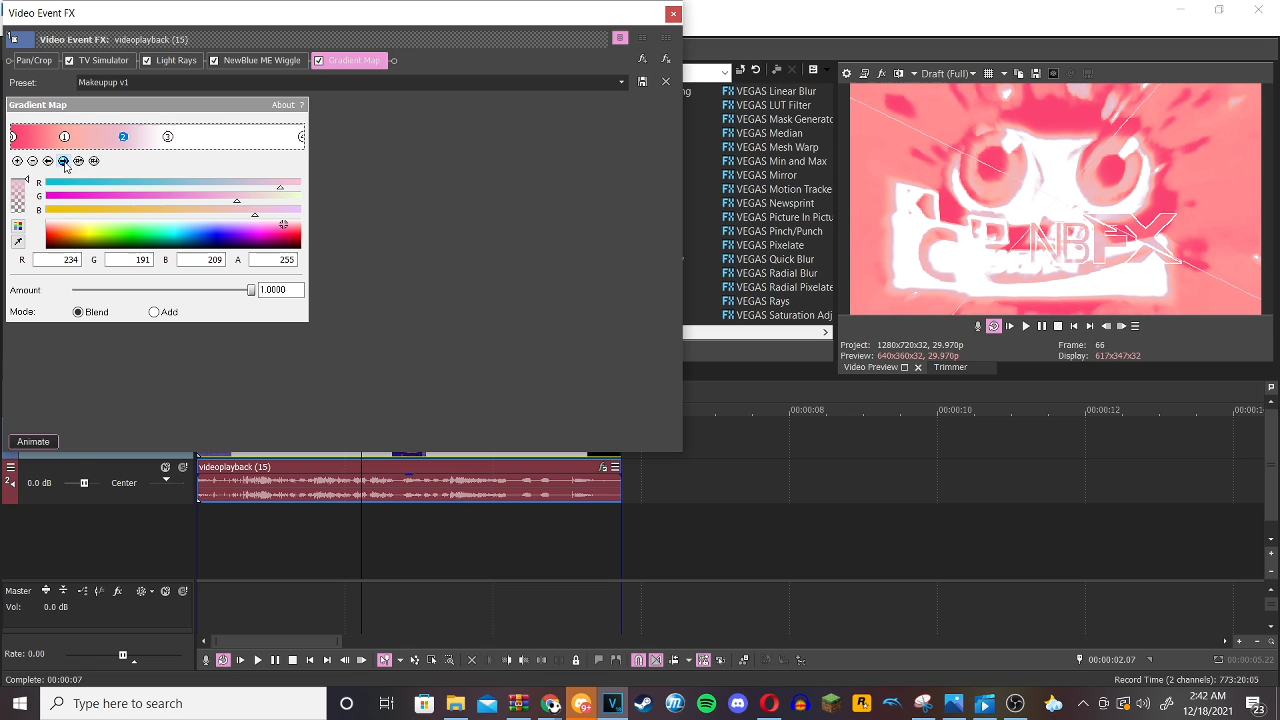 Video Event FX
Video Event FX: videoplayback (15)
Pan/Crop TV Simulator Light Rays NewBlue ME Wiggle Gradient Map
Preset: Makeupup v1
Gradient Map About ?
1 2 3
R
G
B
R 234 G 191 B 209 A 255
Amount 1.0000
Mode: Blend Add
Animate
FX VEGAS Linear Blur
FX VEGAS LUT Filter
FX VEGAS Mask Generato
FX VEGAS Median
FX VEGAS Mesh Warp
FX VEGAS Min and Max
FX VEGAS Mirror
FX VEGAS Motion Tracke
FX VEGAS Newsprint
FX VEGAS Picture In Pictu
FX VEGAS Pinch/Punch
FX VEGAS Pixelate
FX VEGAS Quick Blur
FX VEGAS Radial Blur
FX VEGAS Radial Pixelate
FX VEGAS Rays
FX VEGAS Saturation Adj
Draft (Full)
NBFX
Project: 1280x720x32, 29.970p Frame: 66
Preview: 640x360x32, 29.970p Display: 617x347x32
Video Preview Trimmer
00:00:08 00:00:10 00:00:12
videoplayback (15)
2 0.0 dB Center
Master
Vol: 0.0 dB
Rate: 0.00
00:00:02.07 00:00:05.22
Complete: 00:00:07 Record Time (2 channels): 773:20:05
Type here to search
2:42 AM
12/18/2021
23